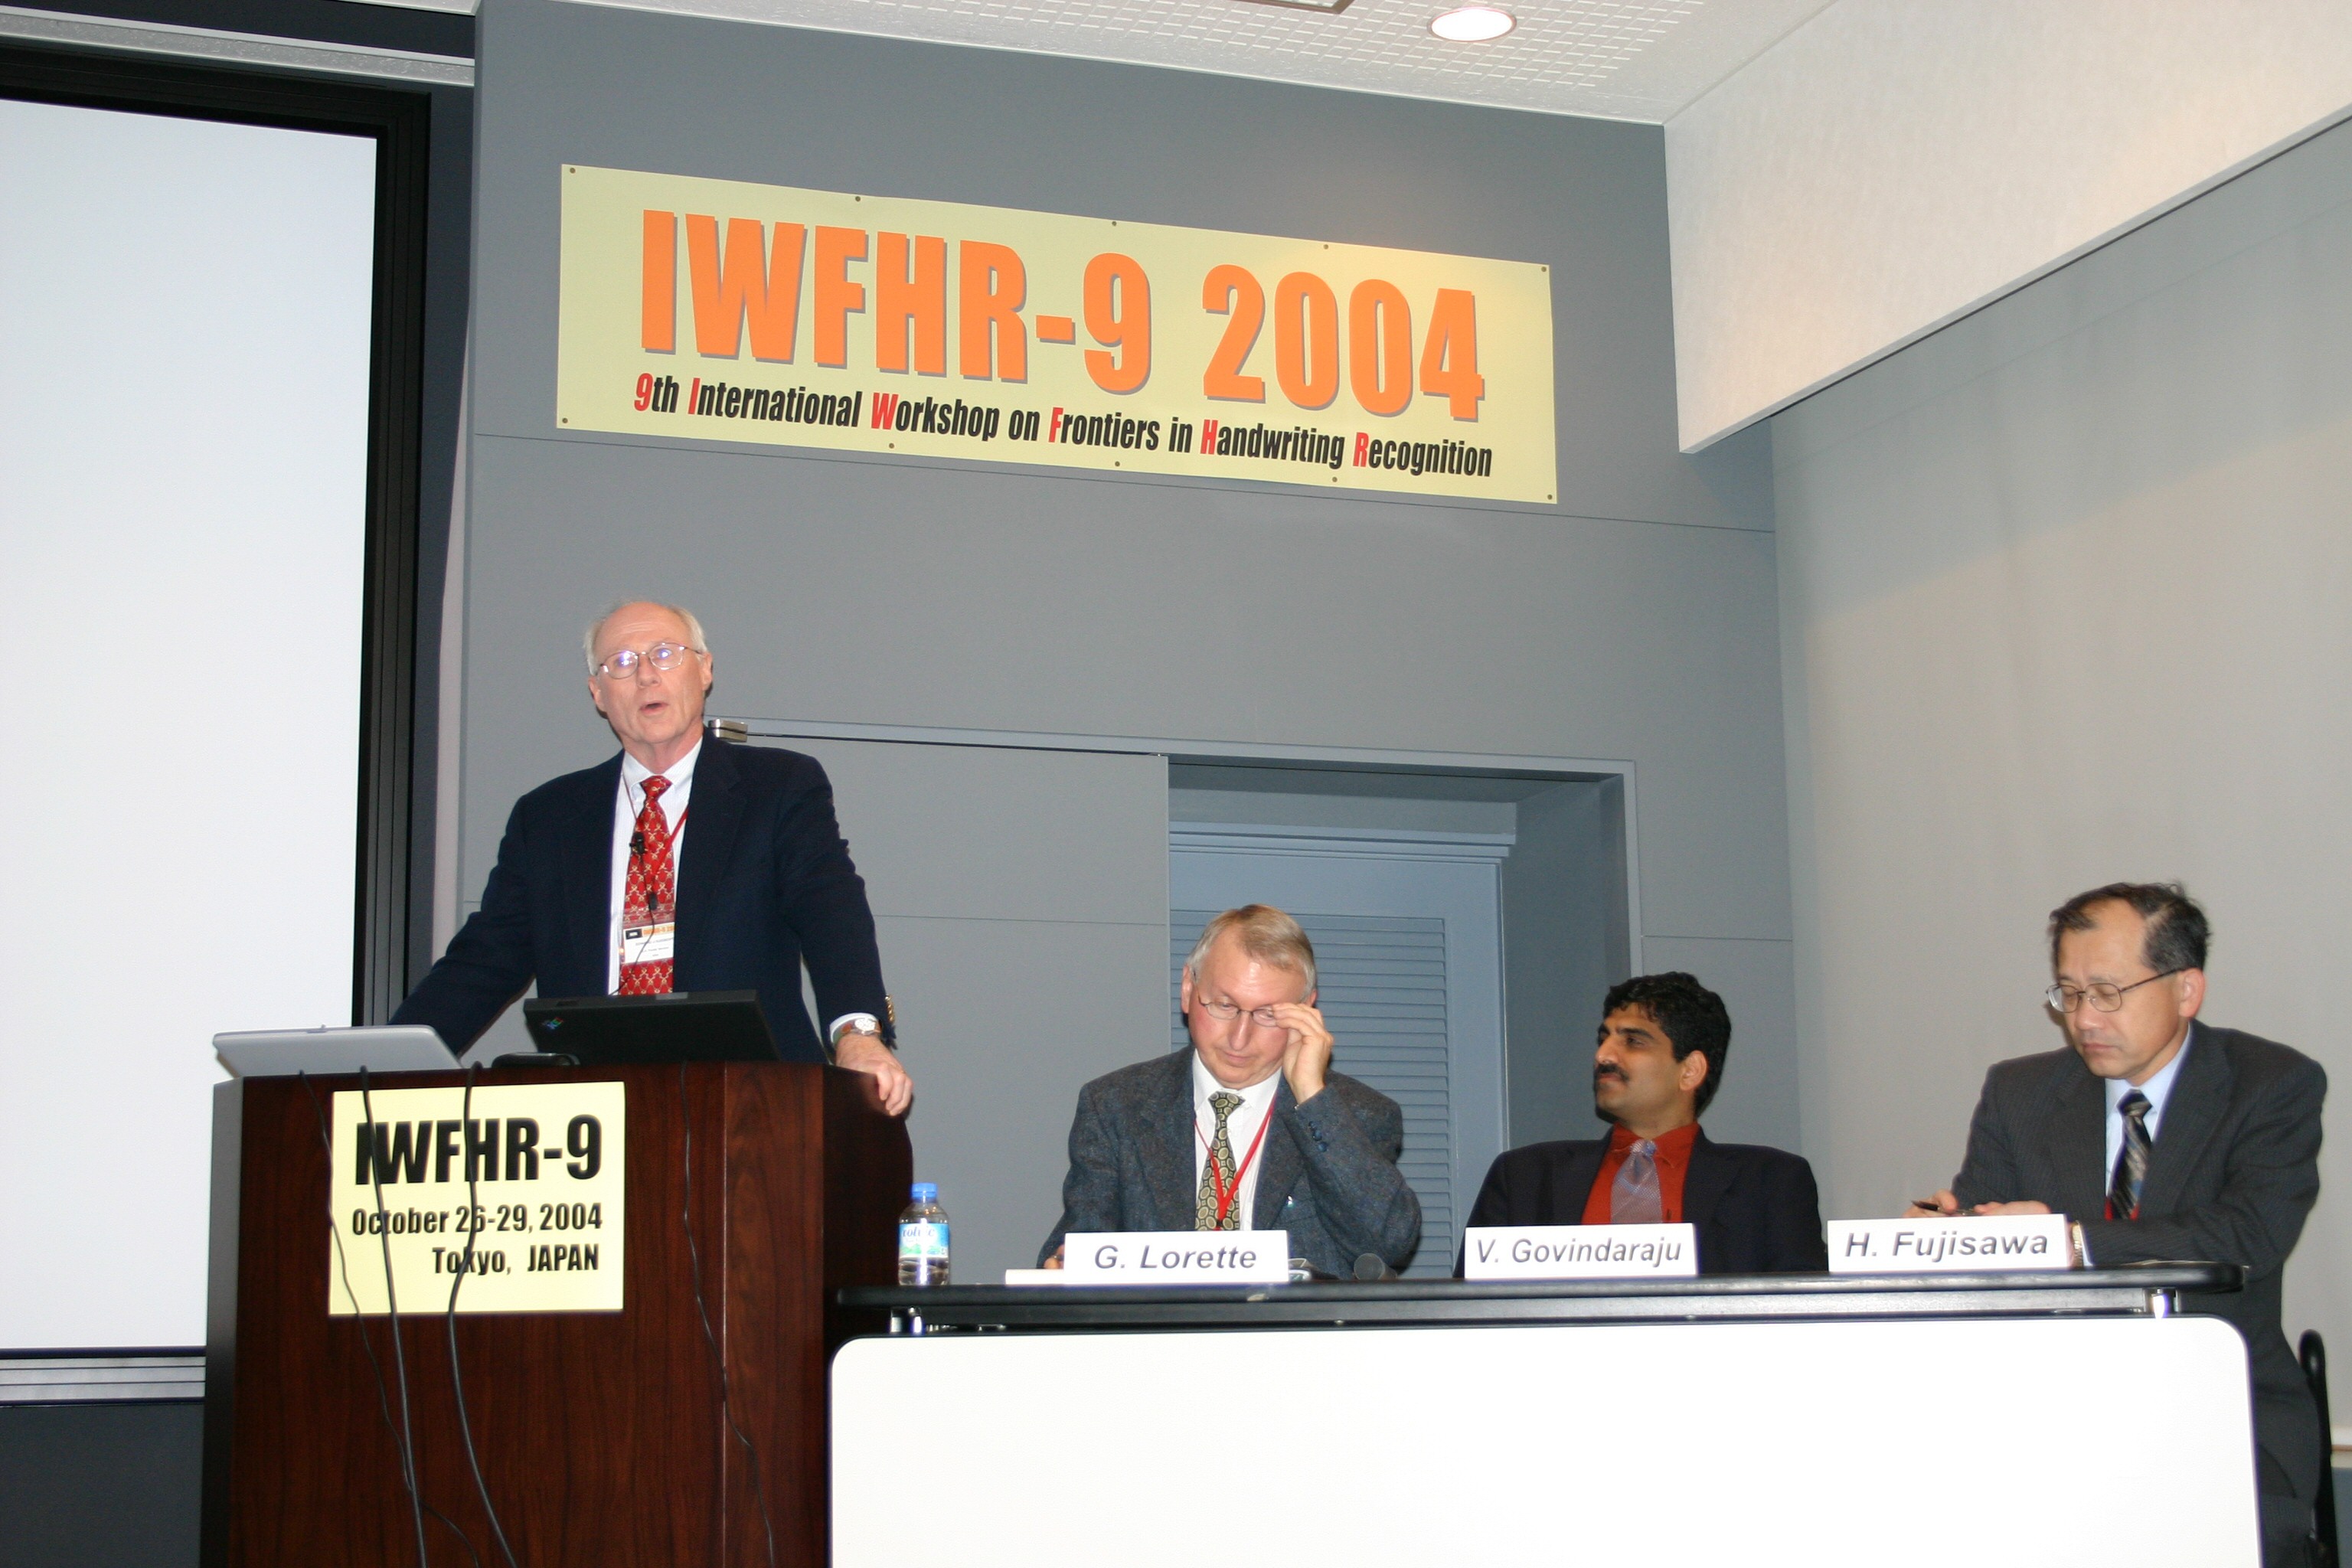 IWFHR-9 2004
9th International Workshop on Frontiers in Handwriting Recognition
IWFHR-9
October 26-29, 2004
Tokyo, JAPAN
G. Lorette
V. Govindaraju
H. Fujisawa